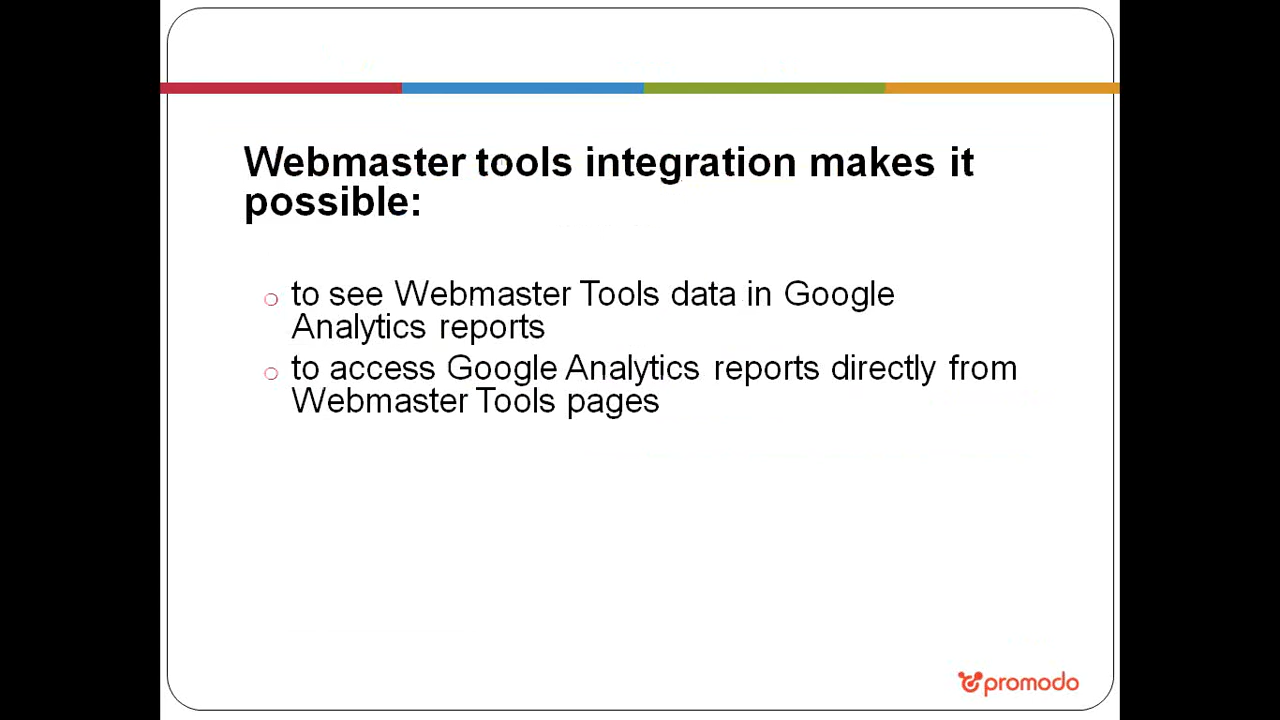 Webmaster tools integration makes it
possible:
to see Webmaster Tools data in Google
Analytics reports
to access Google Analytics reports directly from
Webmaster Tools pages
promodo